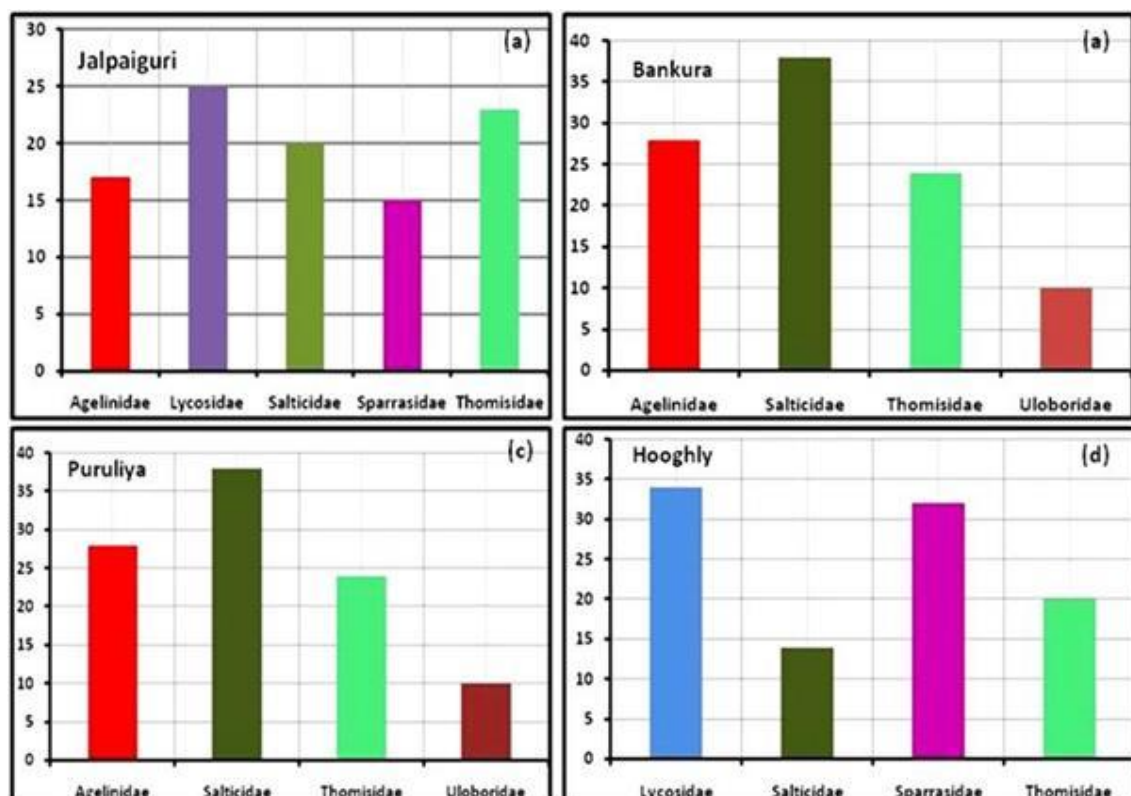 (a)
Jalpaiguri
30
25
20
15
10
5
0
Agelinidae Lycosidae Salticidae Sparrasidae Thomisidae
(a)
Bankura
40
35
30
25
20
15
10
5
0
Agelinidae Salticidae Thomisidae Uloboridae
(c)
Puruliya
40
35
30
25
20
15
10
5
0
Agelinidae Salticidae Thomisidae Uloboridae
(d)
Hooghly
40
35
30
25
20
15
10
5
0
Lycosidae Salticidae Sparrasidae Thomisidae